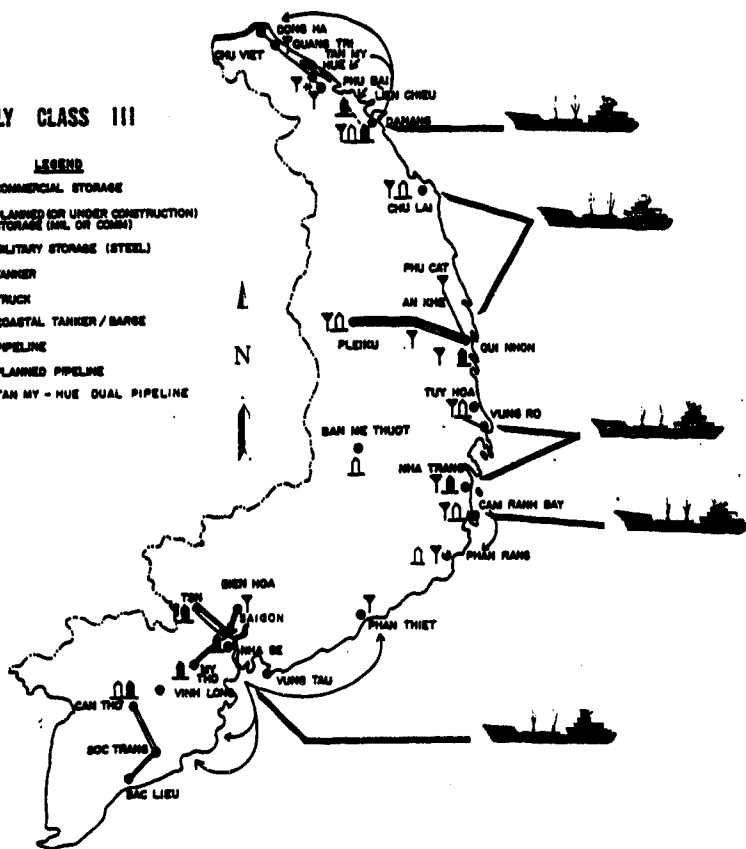 LY CLASS III
LEGEND
COMMERCIAL STORAGE
PLANNED (OR UNDER CONSTRUCTION)
STORAGE (MIL OR COMM)
MILITARY STORAGE (STEEL)
TANKER
TRUCK
COASTAL TANKER / BARGE
PIPELINE
PLANNED PIPELINE
TAN MY - HUE DUAL PIPELINE
N
DONG HA
QUANG TRI
CHU VIET
TAN MY
HUE
PHU BAI
LIEN CHIEU
DANANG
CHU LAI
PHU CAT
AN KHE
PLEIKU
QUI NHON
TUY HOA
VUNG RO
BAN ME THUOT
NHA TRANG
CAM RANH BAY
PHAN RANG
BIEN HOA
TSN
SAIGON
PHAN THIET
NHA BE
MY
THO
VUNG TAU
VINH LONG
CAN THO
SOC TRANG
BAC LIEU